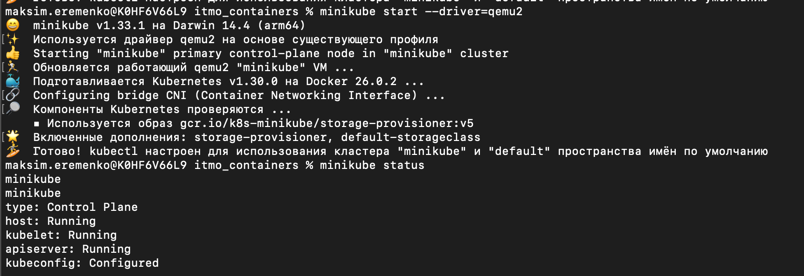 maksim.eremenko@K0HF6V66L9 itmo_containers % minikube start --driver=qemu2
😄 minikube v1.33.1 на Darwin 14.4 (arm64)
✨ Используется драйвер qemu2 на основе существующего профиля
👍 Starting "minikube" primary control-plane node in "minikube" cluster
🏃 Обновляется работающий qemu2 "minikube" VM ...
🐳 Подготавливается Kubernetes v1.30.0 на Docker 26.0.2 ...
🔗 Configuring bridge CNI (Container Networking Interface) ...
🔎 Компоненты Kubernetes проверяются ...
▪ Используется образ gcr.io/k8s-minikube/storage-provisioner:v5
🌟 Включенные дополнения: storage-provisioner, default-storageclass
🏄 Готово! kubectl настроен для использования кластера "minikube" и "default" пространства имён по умолчанию
maksim.eremenko@K0HF6V66L9 itmo_containers % minikube status
minikube
minikube
type: Control Plane
host: Running
kubelet: Running
apiserver: Running
kubeconfig: Configured